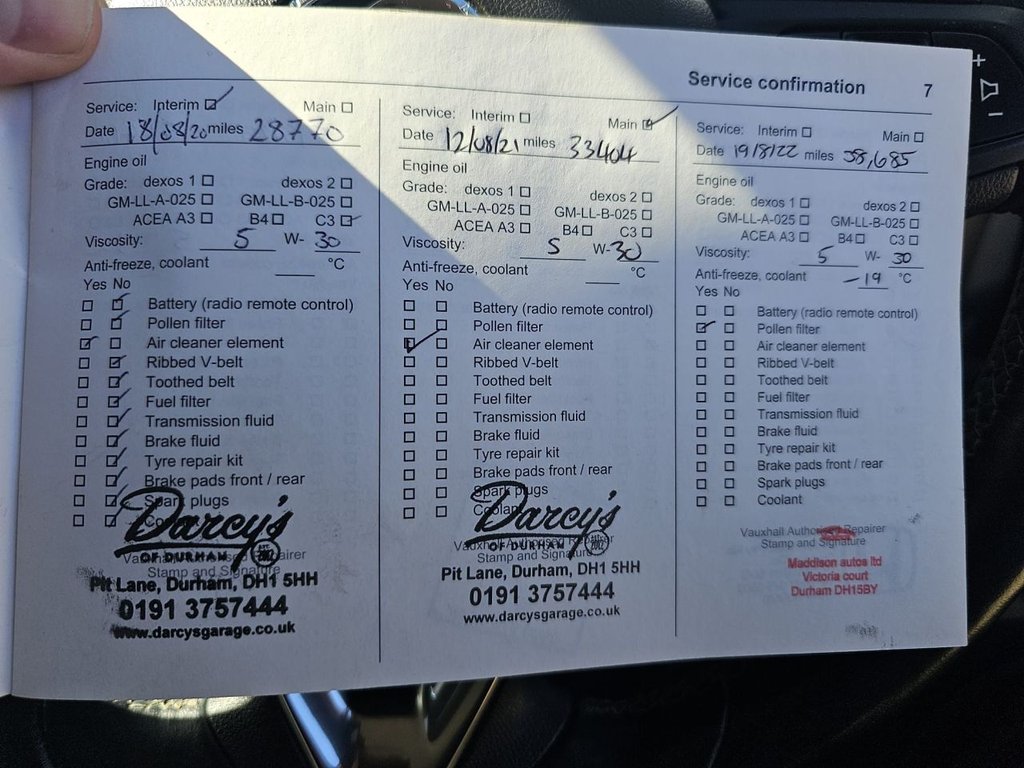 Service confirmation 7
Service: Interim Main
Date 18/08/20 miles 28770
Engine oil
Grade: dexos 1 dexos 2
GM-LL-A-025 GM-LL-B-025
ACEA A3 B4 C3
Viscosity: 5 W- 30
Anti-freeze, coolant °C
Yes No
Battery (radio remote control)
Pollen filter
Air cleaner element
Ribbed V-belt
Toothed belt
Fuel filter
Transmission fluid
Brake fluid
Tyre repair kit
Brake pads front / rear
Spark plugs
Darcy's
OF DURHAM
Stamp and Signature
Pit Lane, Durham, DH1 5HH
0191 3757444
www.darcysgarage.co.uk
Service: Interim Main
Date 12/08/21 miles 33404
Engine oil
Grade: dexos 1 dexos 2
GM-LL-A-025 GM-LL-B-025
ACEA A3 B4 C3
Viscosity: 5 W- 30
Anti-freeze, coolant °C
Yes No
Battery (radio remote control)
Pollen filter
Air cleaner element
Ribbed V-belt
Toothed belt
Fuel filter
Transmission fluid
Brake fluid
Tyre repair kit
Brake pads front / rear
Spark plugs
Coolant
Darcy's
OF DURHAM
Stamp and Signature
Pit Lane, Durham, DH1 5HH
0191 3757444
www.darcysgarage.co.uk
Service: Interim Main
Date 19/8/22 miles 38,685
Engine oil
Grade: dexos 1 dexos 2
GM-LL-A-025 GM-LL-B-025
ACEA A3 B4 C3
Viscosity: 5 W- 30
Anti-freeze, coolant -19 °C
Yes No
Battery (radio remote control)
Pollen filter
Air cleaner element
Ribbed V-belt
Toothed belt
Fuel filter
Transmission fluid
Brake fluid
Tyre repair kit
Brake pads front / rear
Spark plugs
Coolant
Vauxhall Authorised Repairer
Stamp and Signature
Maddison autos ltd
Victoria court
Durham DH15BY